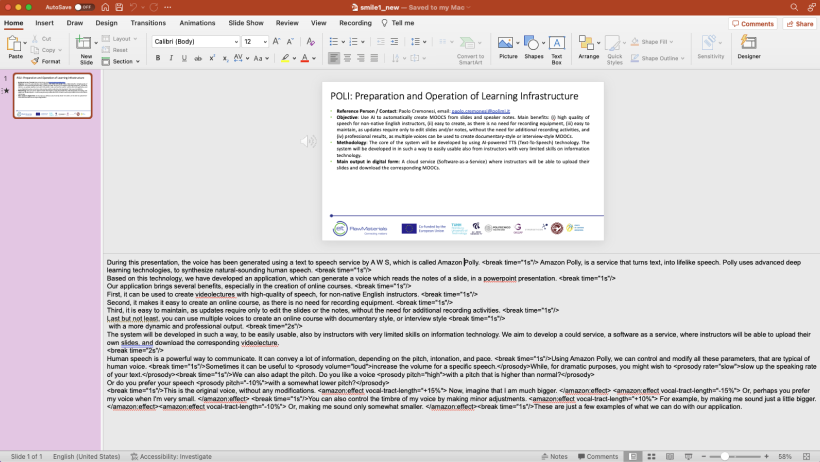 AutoSave OFF
smile1_new — Saved to my Mac
Home Insert Draw Design Transitions Animations Slide Show Review View Recording Tell me
Comments Share
Paste Cut Copy Format
New Slide Layout Reset Section
Calibri (Body) 12
Convert to SmartArt
Picture Shapes Text Box Arrange Quick Styles Shape Fill Shape Outline Sensitivity Designer
1
POLI: Preparation and Operation of Learning Infrastructure
Reference Person / Contact: Paolo Cremonesi, email: paolo.cremonesi@polimi.it
Objective: Use AI to automatically create MOOCS from slides and speaker notes. Main benefits: (i) high quality of
speech for non-native English instructors, (ii) easy to create, as there is no need for recording equipment, (iii) easy to
maintain, as updates require only to edit slides and/or notes, without the need for additional recording activities, and
(iv) professional results, as multiple voices can be used to create documentary-style or interview-style MOOCS.
Methodology: The core of the system will be developed by using AI-powered TTS (Text-To-Speech) technology. The
system will be developed in in such a way to easily usable also from instructors with very limited skills on information
technology.
Main output in digital form: A cloud service (Software-as-a-Service) where instructors will be able to upload their
slides and download the corresponding MOOCs.
RawMaterials
Co-funded by the
European Union
During this presentation, the voice has been generated using a text to speech service by A W S, which is called Amazon Polly. <break time="1s"/> Amazon Polly, is a service that turns text, into lifelike speech. Polly uses advanced deep
learning technologies, to synthesize natural-sounding human speech. <break time="1s"/>
Based on this technology, we have developed an application, which can generate a voice which reads the notes of a slide, in a powerpoint presentation. <break time="1s"/>
Our application brings several benefits, especially in the creation of online courses. <break time="1s"/>
First, it can be used to create videolectures with high-quality of speech, for non-native English instructors. <break time="1s"/>
Second, it makes it easy to create an online course, as there is no need for recording equipment. <break time="1s"/>
Third, it is easy to maintain, as updates require only to edit the slides or the notes, without the need for additional recording activities. <break time="1s"/>
Last but not least, you can use multiple voices to create an online course with documentary style, or interview style <break time="1s"/>
with a more dynamic and professional output. <break time="2s"/>
The system will be developed in such a way, to be easily usable, also by instructors with very limited skills on information technology. We aim to develop a could service, a software as a service, where instructors will be able to upload their
own slides, and download the corresponding videolecture.
<break time="2s"/>
Human speech is a powerful way to communicate. It can convey a lot of information, depending on the pitch, intonation, and pace. <break time="1s"/>Using Amazon Polly, we can control and modify all these parameters, that are typical of
human voice. <break time="1s"/>Sometimes it can be useful to <prosody volume="loud">increase the volume for a specific speech.</prosody>While, for dramatic purposes, you might wish to <prosody rate="slow">slow up the speaking rate
of your text.</prosody><break time="1s"/>We can also adapt the pitch. Do you like a voice <prosody pitch="high">with a pitch that is higher than normal?</prosody>
Or do you prefer your speech <prosody pitch="-10%">with a somewhat lower pitch?</prosody>
<break time="1s"/>This is the original voice, without any modifications. <amazon:effect vocal-tract-length="+15%"> Now, imagine that I am much bigger. </amazon:effect> <amazon:effect vocal-tract-length="-15%"> Or, perhaps you prefer
my voice when I'm very small. </amazon:effect> <break time="1s"/>You can also control the timbre of my voice by making minor adjustments. <amazon:effect vocal-tract-length="+10%"> For example, by making me sound just a little bigger.
</amazon:effect><amazon:effect vocal-tract-length="-10%"> Or, making me sound only somewhat smaller. </amazon:effect><break time="1s"/>These are just a few examples of what we can do with our application.
Slide 1 of 1 English (United States) Accessibility: Investigate Notes Comments 58%